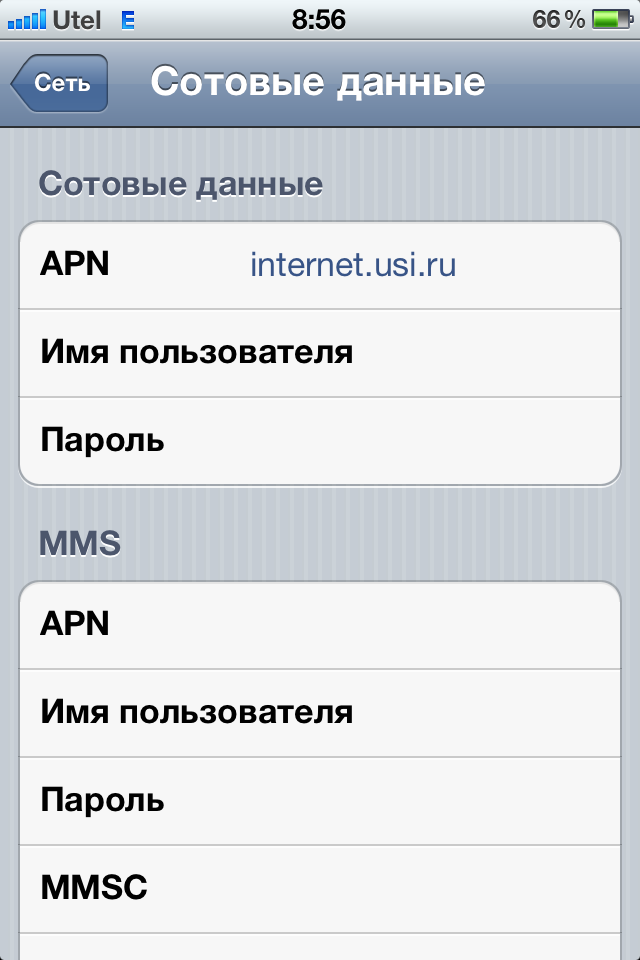 Utel E 8:56 66 %
Сеть Сотовые данные
Сотовые данные
APN internet.usi.ru
Имя пользователя
Пароль
MMS
APN
Имя пользователя
Пароль
MMSC